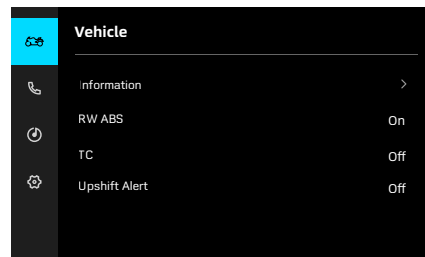 Vehicle
Information
RW ABS
On
TC
Off
Upshift Alert
Off